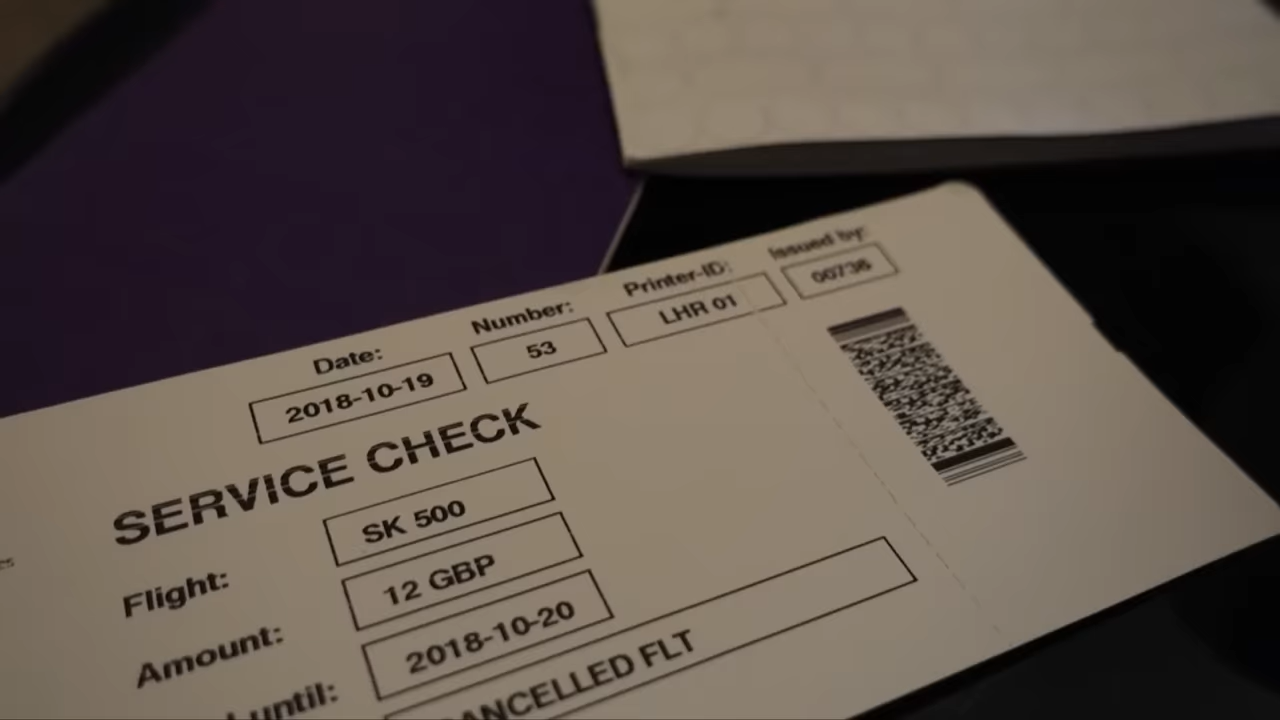 Date: Number: Printer-ID: Issued by:
2018-10-19 53 LHR 01 00736
SERVICE CHECK
Flight: SK 500
Amount: 12 GBP
until: 2018-10-20
CANCELLED FLT